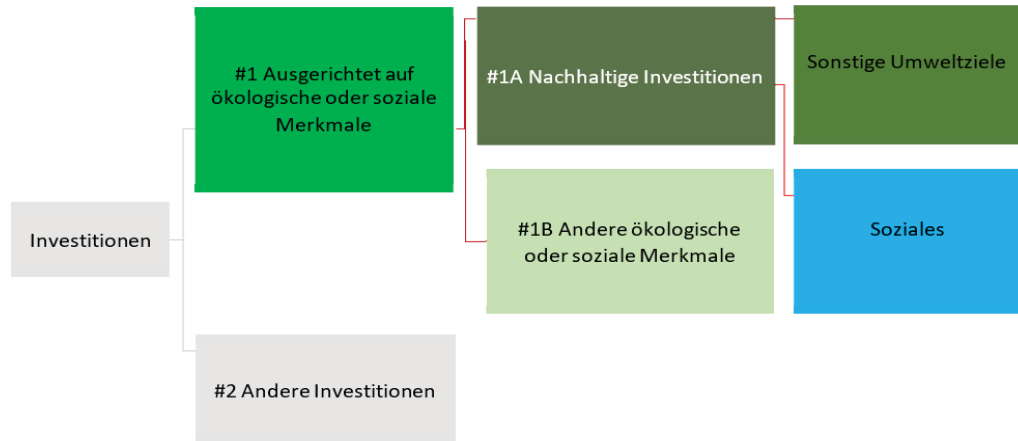 Investitionen
#1 Ausgerichtet auf
ökologische oder soziale
Merkmale
#2 Andere Investitionen
#1A Nachhaltige Investitionen
#1B Andere ökologische
oder soziale Merkmale
Sonstige Umweltziele
Soziales